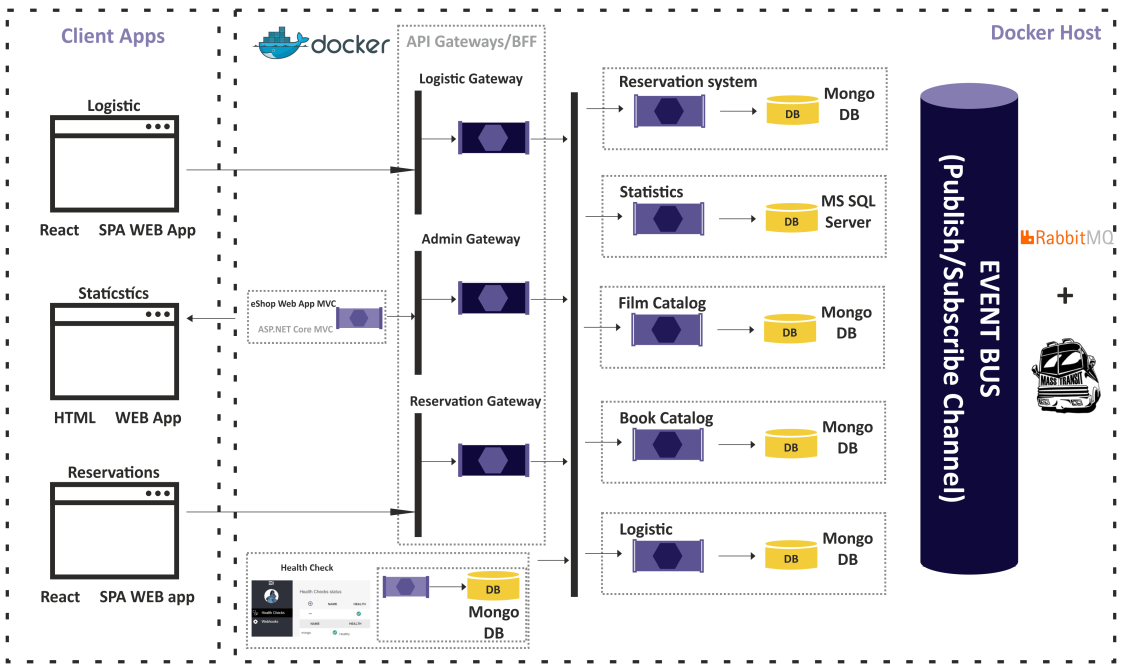 Client Apps
Logistic
React SPA WEB App
Staticstics
HTML WEB App
Reservations
React SPA WEB app
docker
API Gateways/BFF
Docker Host
Logistic Gateway
Admin Gateway
eShop Web App MVC
ASP.NET Core MVC
Reservation Gateway
Health Check
Health Checks status
NAME HEALTH
Health Checks
Webhooks
NAME HEALTH
mongo Healthy
DB
Mongo
DB
Reservation system
DB
Mongo
DB
Statistics
DB
MS SQL
Server
Film Catalog
DB
Mongo
DB
Book Catalog
DB
Mongo
DB
Logistic
DB
Mongo
DB
EVENT BUS
(Publish/Subscribe Channel)
RabbitMQ
+
MASS TRANSIT